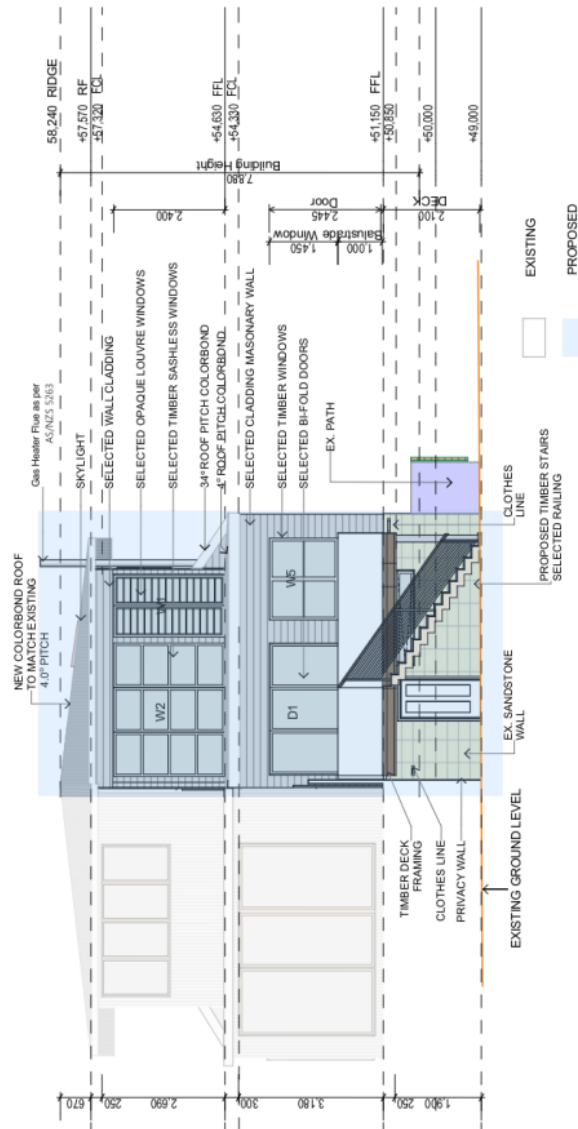 58,240 RIDGE
+57,570 RF
+57,320 FCL
+54,630 FFL
+54,330 FCL
+51,150 FFL
+50,850
+50,000
+49,000
7,880
Building Height
2,400
2,445
Door
1,450
1,000
Balustrade Window
2,100
DECK
Gas Heater Flue as per
AS/NZS 5263
SKYLIGHT
SELECTED WALL CLADDING
SELECTED OPAQUE LOUVRE WINDOWS
SELECTED TIMBER SASHLESS WINDOWS
34° ROOF PITCH COLORBOND
4° ROOF PITCH COLORBOND
SELECTED CLADDING MASONARY WALL
SELECTED TIMBER WINDOWS
SELECTED BI-FOLD DOORS
EX. PATH
NEW COLORBOND ROOF
TO MATCH EXISTING
4.0° PITCH
W1
W2
W5
D1
CLOTHES
LINE
PROPOSED TIMBER STAIRS
SELECTED RAILING
EX. SANDSTONE
WALL
TIMBER DECK
FRAMING
CLOTHES LINE
PRIVACY WALL
EXISTING GROUND LEVEL
EXISTING
PROPOSED
670
250
2,690
300
3,180
250
1,900